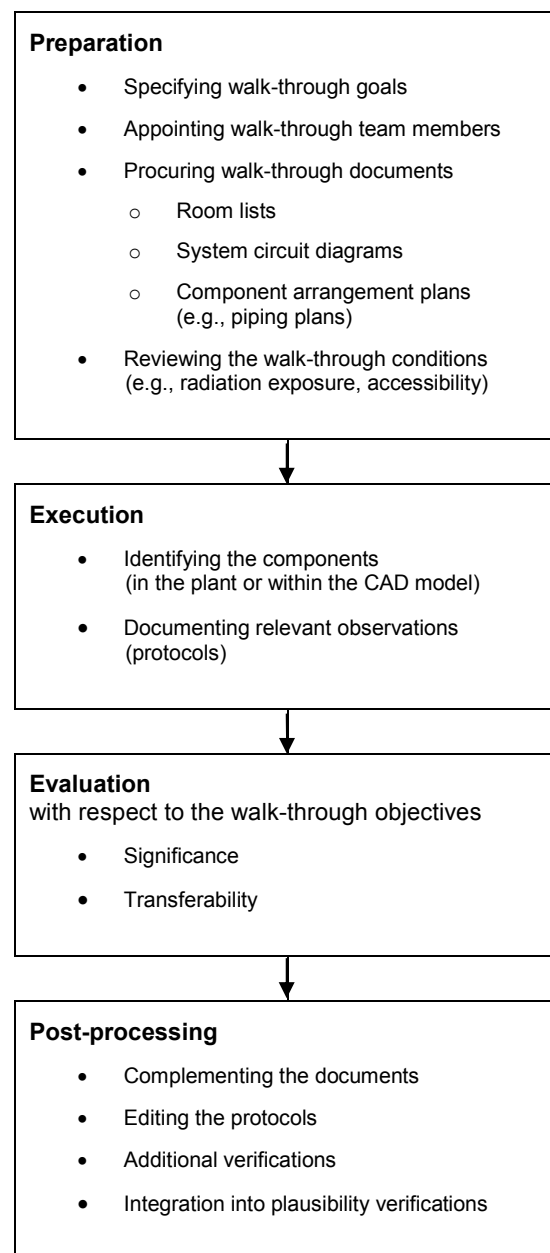 Preparation
• Specifying walk-through goals
• Appointing walk-through team members
• Procuring walk-through documents
o Room lists
o System circuit diagrams
o Component arrangement plans
(e.g., piping plans)
• Reviewing the walk-through conditions
(e.g., radiation exposure, accessibility)
Execution
• Identifying the components
(in the plant or within the CAD model)
• Documenting relevant observations
(protocols)
Evaluation
with respect to the walk-through objectives
• Significance
• Transferability
Post-processing
• Complementing the documents
• Editing the protocols
• Additional verifications
• Integration into plausibility verifications